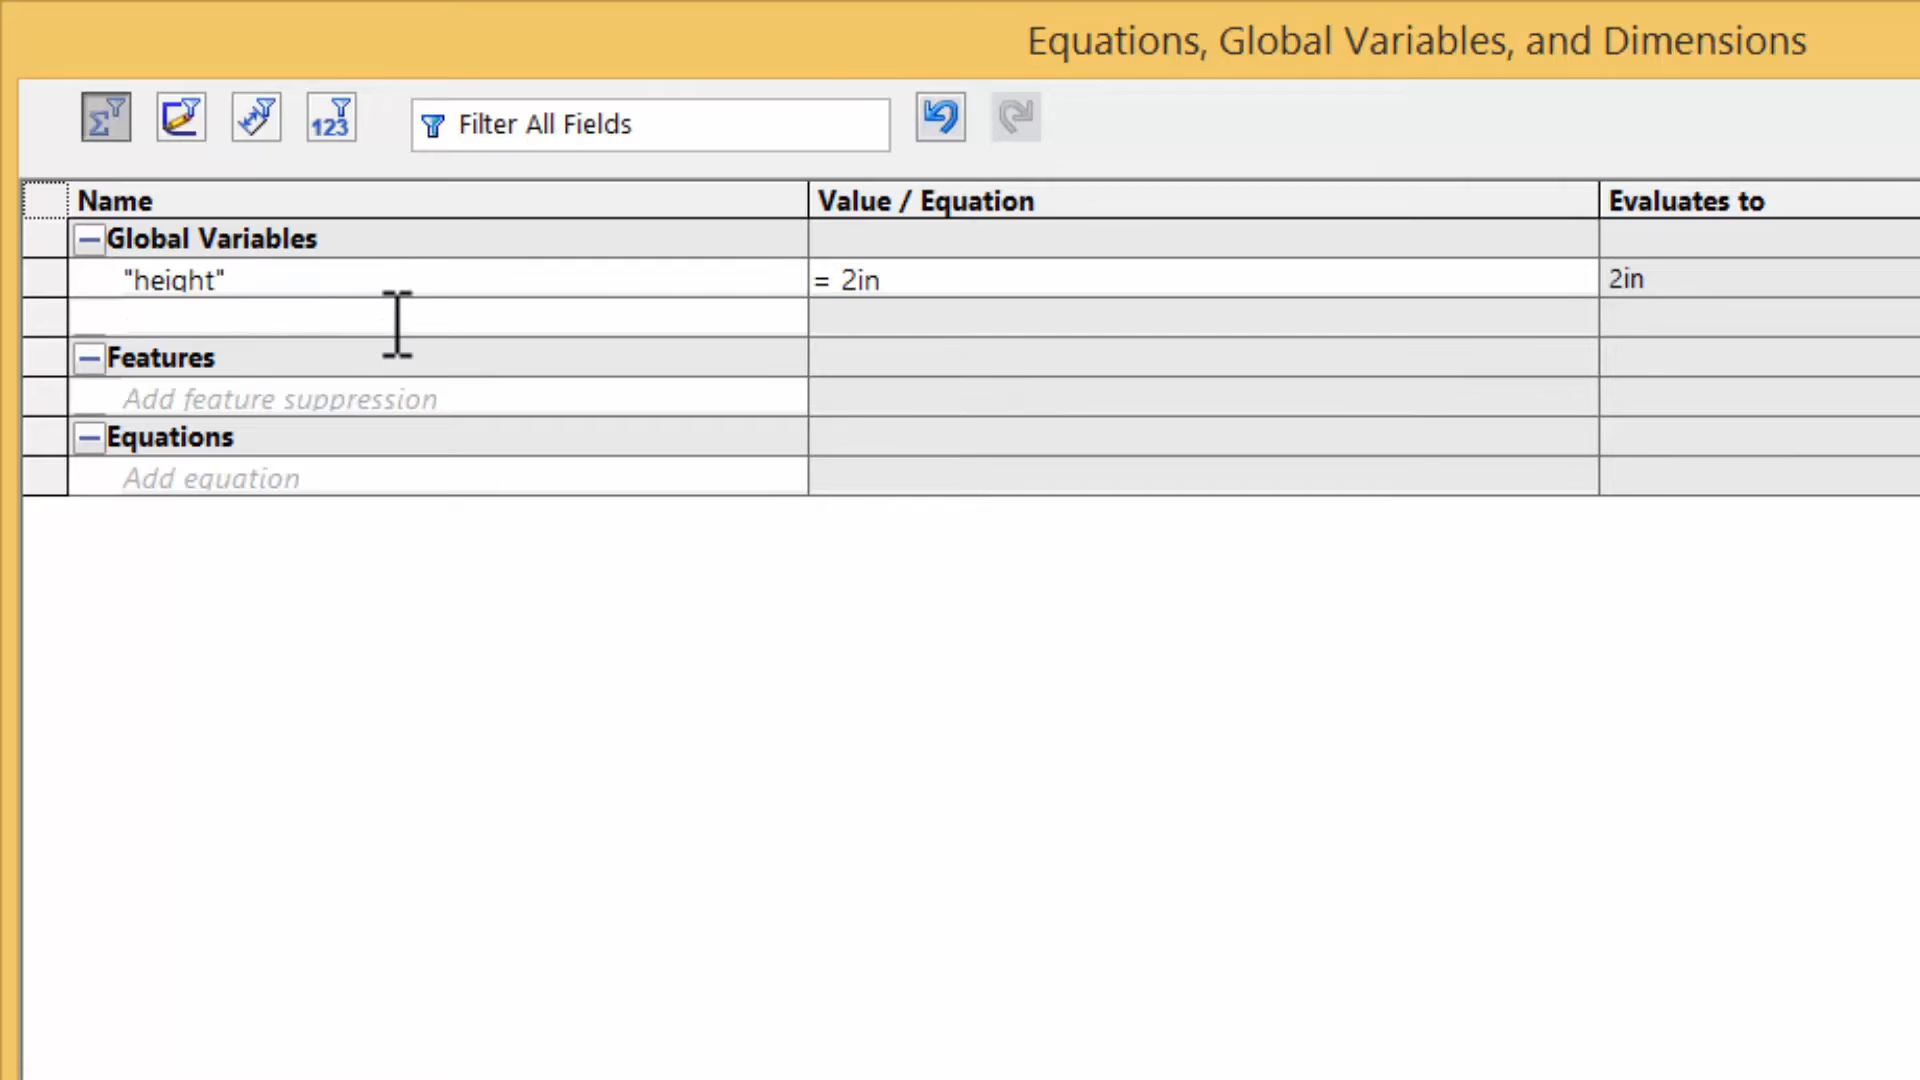 Equations, Global Variables, and Dimensions
123
Filter All Fields
Name Value / Equation Evaluates to
Global Variables
"height" = 2in 2in
Features
Add feature suppression
Equations
Add equation